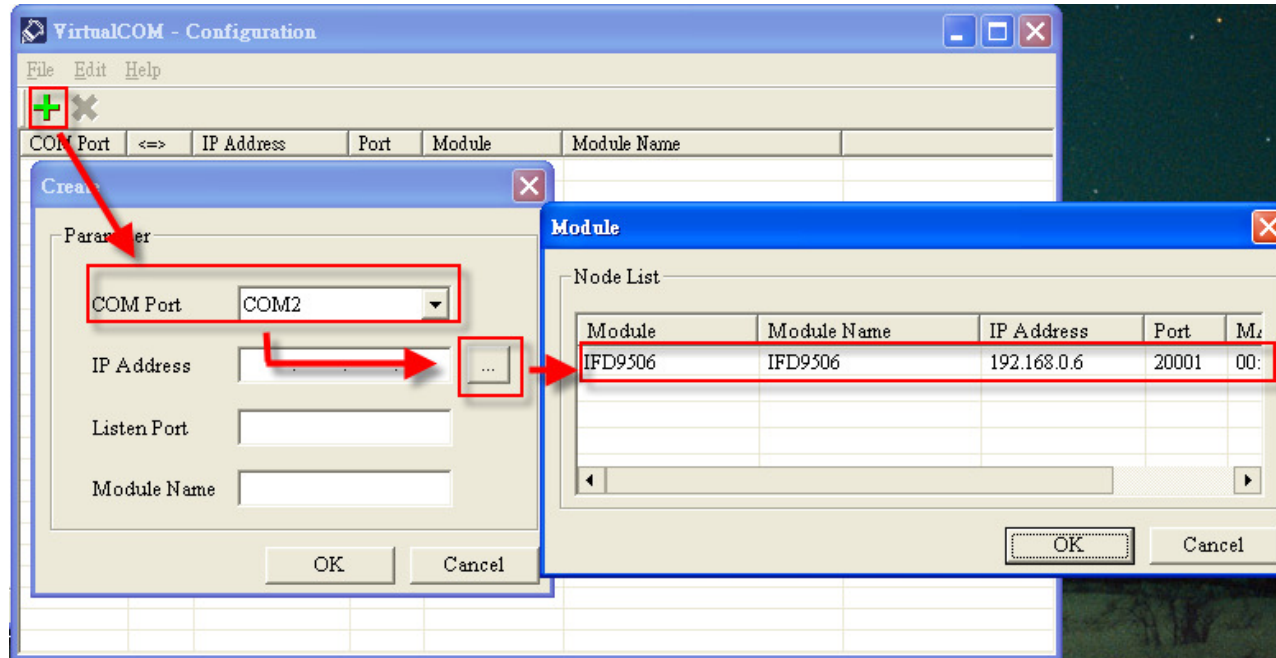 VirtualCOM - Configuration
File Edit Help
COM Port <=> IP Address Port Module Module Name
Create
Parameter
COM Port COM2
IP Address . . . ...
Listen Port
Module Name
OK Cancel
Module
Node List
Module Module Name IP Address Port
IFD9506 IFD9506 192.168.0.6 20001 00:
OK Cancel